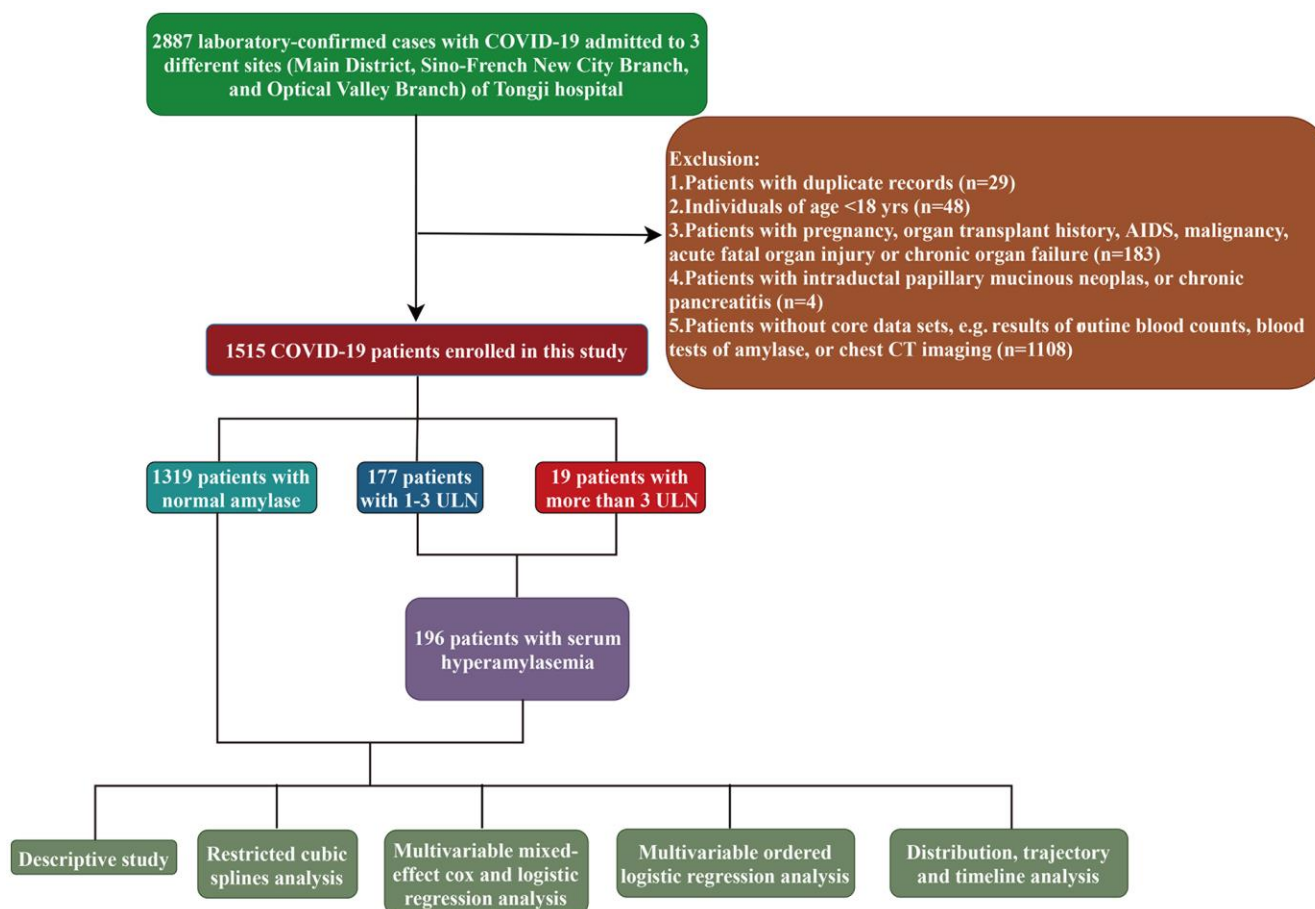 2887 laboratory-confirmed cases with COVID-19 admitted to 3
different sites (Main District, Sino-French New City Branch,
and Optical Valley Branch) of Tongji hospital
Exclusion:
1.Patients with duplicate records (n=29)
2.Individuals of age <18 yrs (n=48)
3.Patients with pregnancy, organ transplant history, AIDS, malignancy,
acute fatal organ injury or chronic organ failure (n=183)
4.Patients with intraductal papillary mucinous neoplas, or chronic
pancreatitis (n=4)
5.Patients without core data sets, e.g. results of routine blood counts, blood
tests of amylase, or chest CT imaging (n=1108)
1515 COVID-19 patients enrolled in this study
1319 patients with
normal amylase
177 patients
with 1-3 ULN
19 patients with
more than 3 ULN
196 patients with serum
hyperamylasemia
Descriptive study
Restricted cubic
splines analysis
Multivariable mixed-
effect cox and logistic
regression analysis
Multivariable ordered
logistic regression analysis
Distribution, trajectory
and timeline analysis